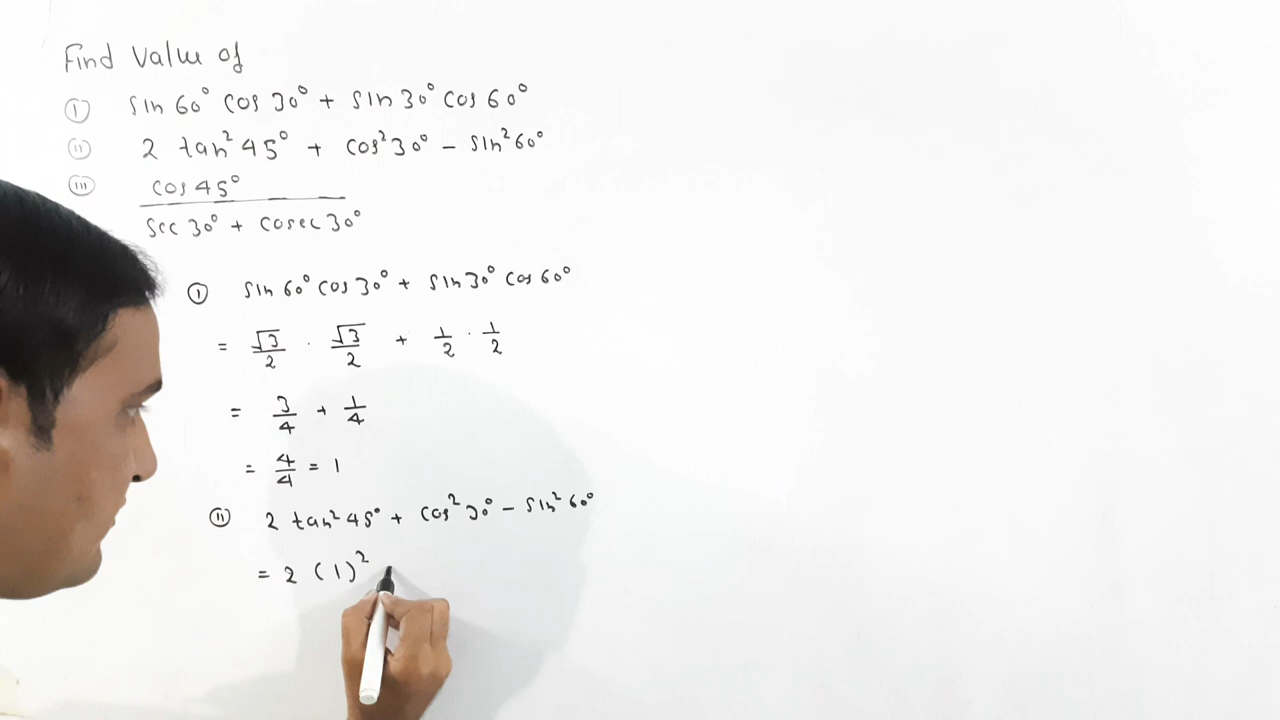 Find Value of
(i) sin 60° cos 30° + sin 30° cos 60°
(ii) 2 tan² 45° + cos² 30° − sin² 60°
(iii) cos 45°
sec 30° + cosec 30°
(i) sin 60° cos 30° + sin 30° cos 60°
= √3/2 · √3/2 + 1/2 · 1/2
= 3/4 + 1/4
= 4/4 = 1
(ii) 2 tan² 45° + cos² 30° − sin² 60°
= 2 (1)²